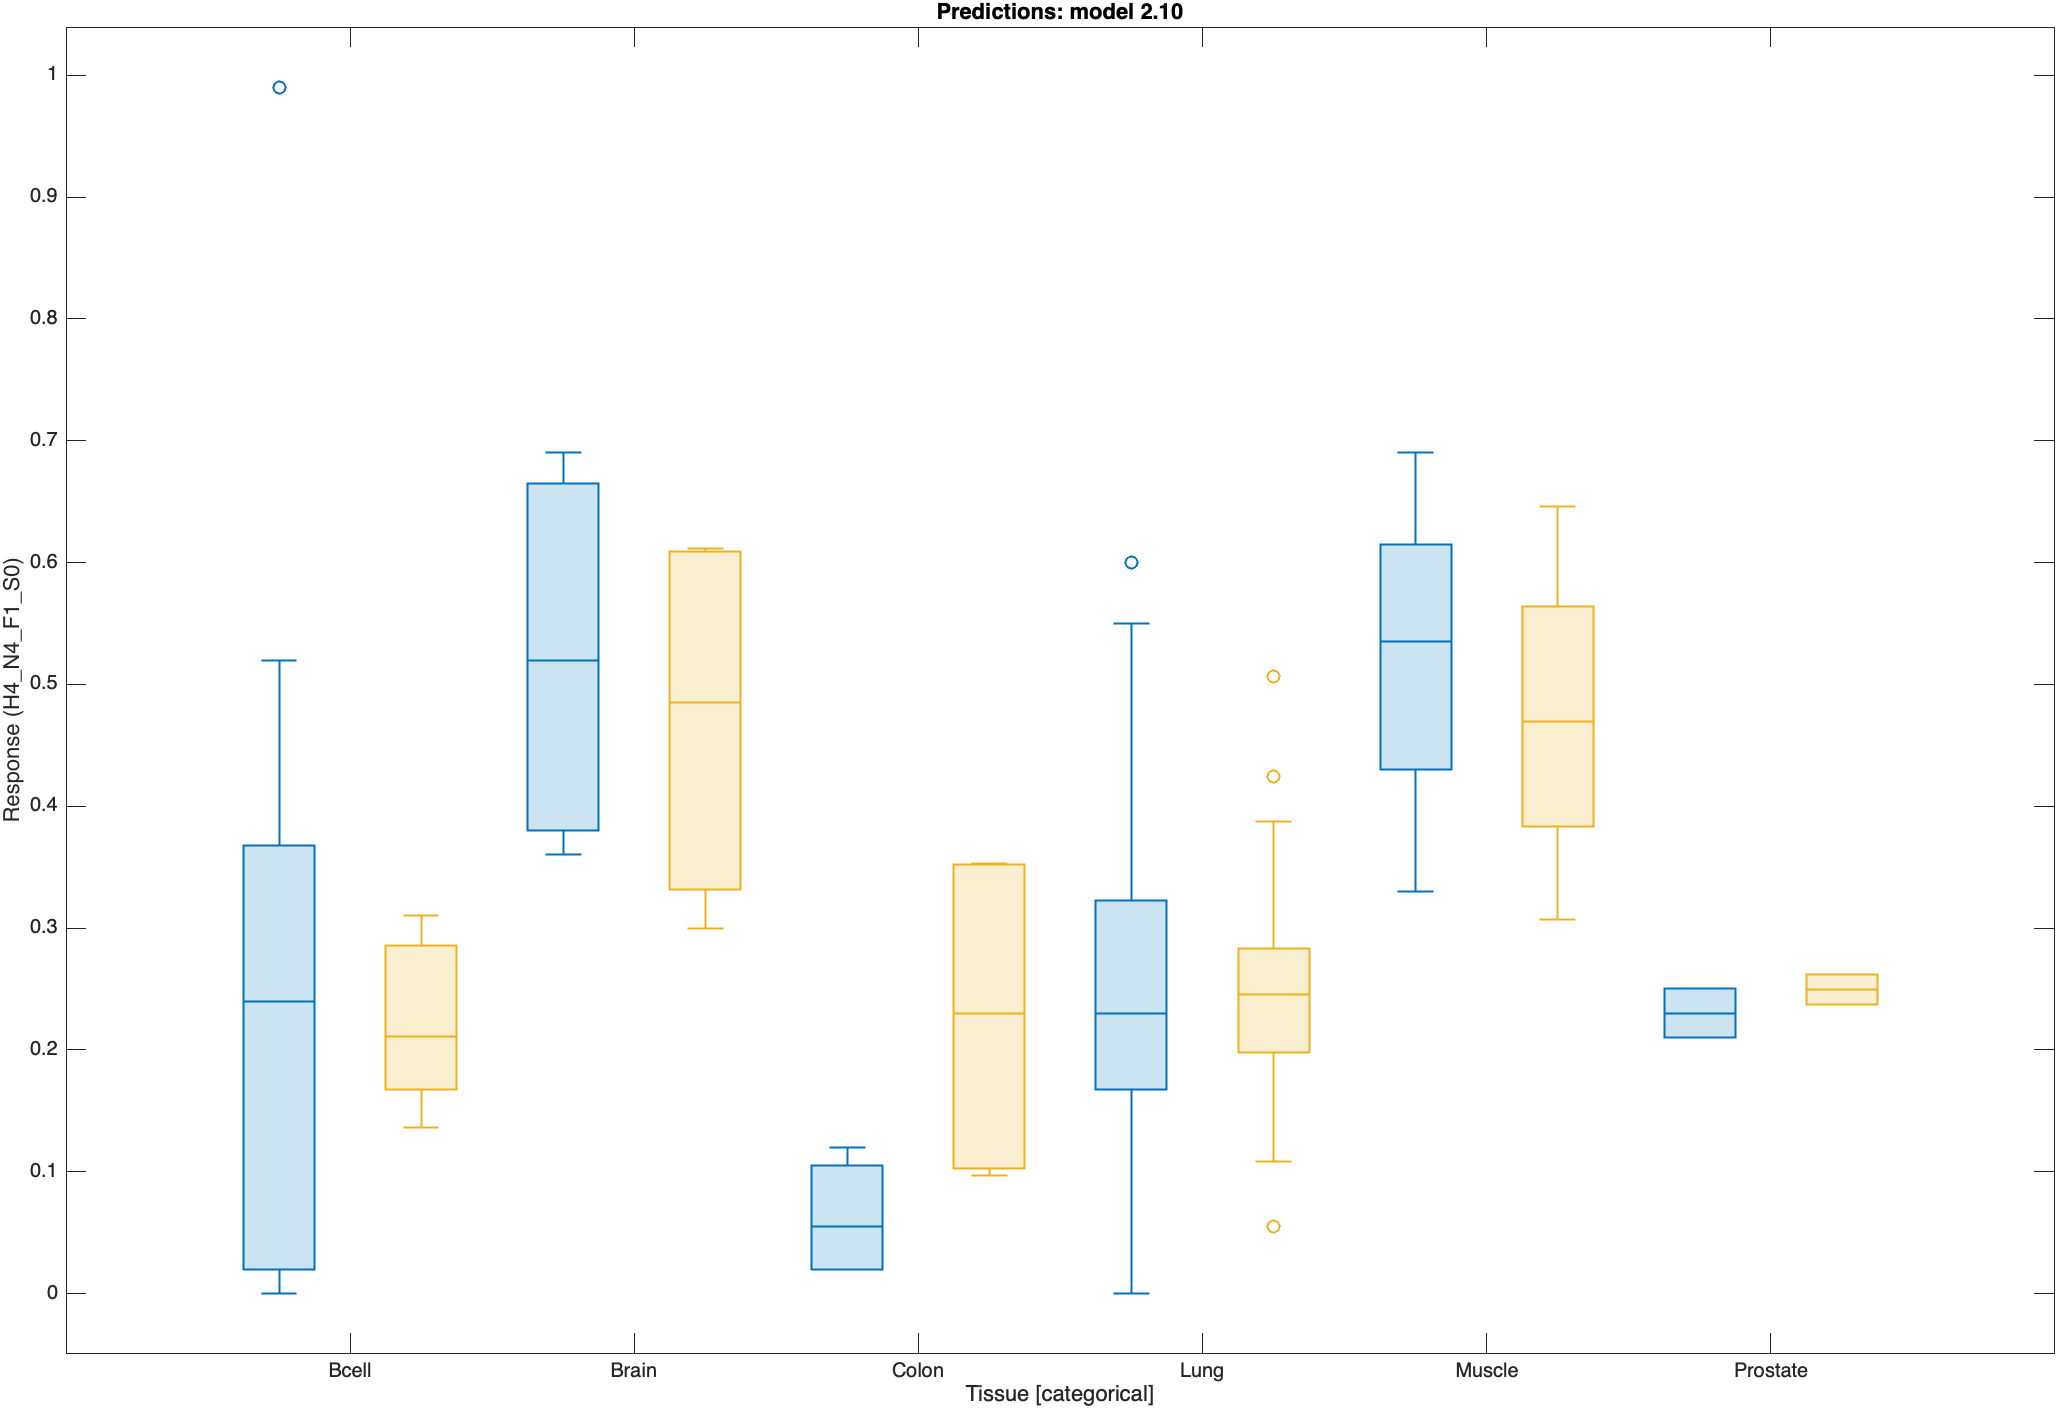 Predictions: model 2.10
Response (H4_N4_F1_S0)
1
0.9
0.8
0.7
0.6
0.5
0.4
0.3
0.2
0.1
0
Bcell Brain Colon Lung Muscle Prostate
Tissue [categorical]